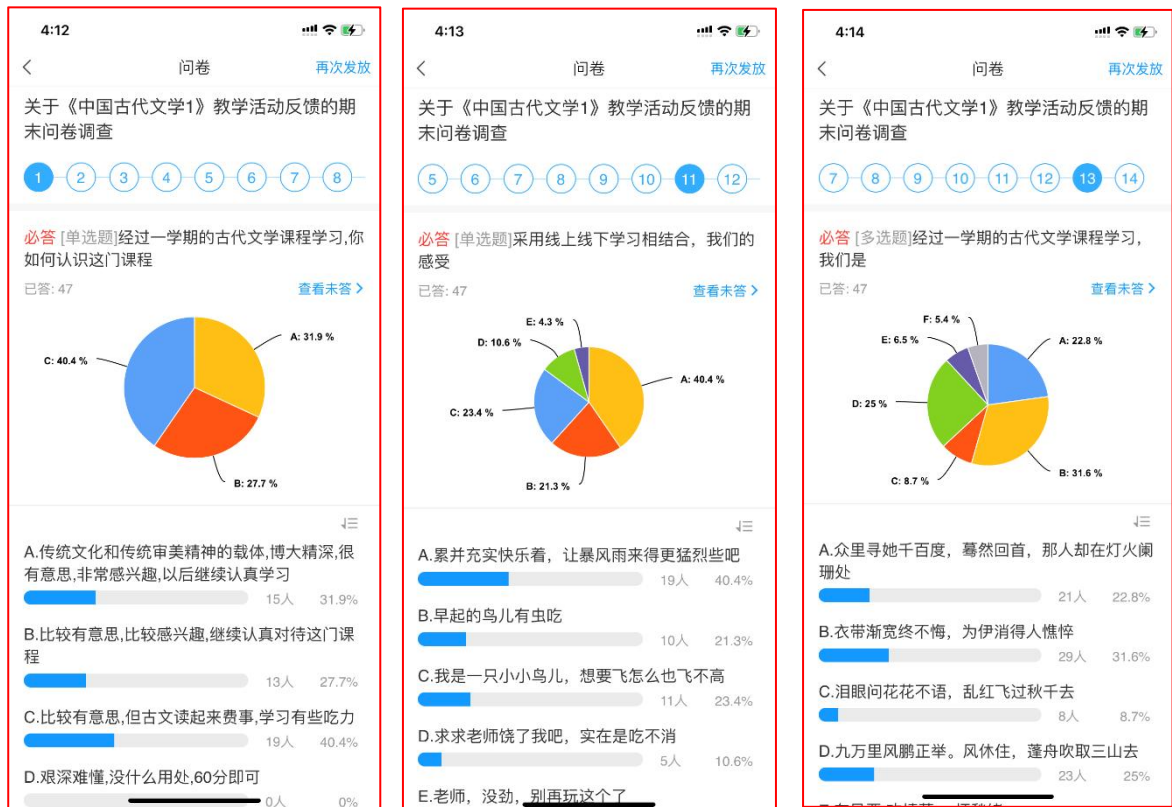 4:12
问卷
再次发放
关于《中国古代文学1》教学活动反馈的期
末问卷调查
1 2 3 4 5 6 7 8
必答 [单选题]经过一学期的古代文学课程学习,你
如何认识这门课程
已答: 47
查看未答
A: 31.9 %
C: 40.4 %
B: 27.7 %
A.传统文化和传统审美精神的载体,博大精深,很
有意思,非常感兴趣,以后继续认真学习
15人 31.9%
B.比较有意思,比较感兴趣,继续认真对待这门课
程
13人 27.7%
C.比较有意思,但古文读起来费事,学习有些吃力
19人 40.4%
D.艰深难懂,没什么用处,60分即可
0人 0%
4:13
问卷
再次发放
关于《中国古代文学1》教学活动反馈的期
末问卷调查
5 6 7 8 9 10 11 12
必答 [单选题]采用线上线下学习相结合，我们的
感受
已答: 47
查看未答
E: 4.3 %
D: 10.6 %
A: 40.4 %
C: 23.4 %
B: 21.3 %
A.累并充实快乐着，让暴风雨来得更猛烈些吧
19人 40.4%
B.早起的鸟儿有虫吃
10人 21.3%
C.我是一只小小鸟儿，想要飞怎么也飞不高
11人 23.4%
D.求求老师饶了我吧，实在是吃不消
5人 10.6%
E.老师，没劲，别再玩这个了
4:14
问卷
再次发放
关于《中国古代文学1》教学活动反馈的期
末问卷调查
7 8 9 10 11 12 13 14
必答 [多选题]经过一学期的古代文学课程学习，
我们是
已答: 47
查看未答
F: 5.4 %
E: 6.5 %
A: 22.8 %
D: 25 %
B: 31.6 %
C: 8.7 %
A.众里寻她千百度，蓦然回首，那人却在灯火阑
珊处
21人 22.8%
B.衣带渐宽终不悔，为伊消得人憔悴
29人 31.6%
C.泪眼问花花不语，乱红飞过秋千去
8人 8.7%
D.九万里风鹏正举。风休住，蓬舟吹取三山去
23人 25%